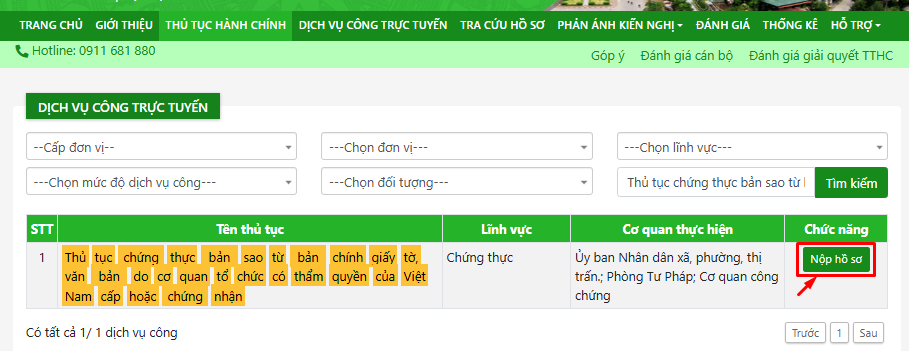 TRANG CHỦ GIỚI THIỆU THỦ TỤC HÀNH CHÍNH DỊCH VỤ CÔNG TRỰC TUYẾN TRA CỨU HỒ SƠ PHẢN ÁNH KIẾN NGHỊ ĐÁNH GIÁ THỐNG KÊ HỖ TRỢ
Hotline: 0911 681 880
Góp ý Đánh giá cán bộ Đánh giá giải quyết TTHC
DỊCH VỤ CÔNG TRỰC TUYẾN
--Cấp đơn vị-- ---Chọn đơn vị--- ---Chọn lĩnh vực---
---Chọn mức độ dịch vụ công--- ---Chọn đối tượng--- Thủ tục chứng thực bản sao từ Tìm kiếm
STT Tên thủ tục Lĩnh vực Cơ quan thực hiện Chức năng
1 Thủ tục chứng thực bản sao từ bản chính giấy tờ, Chứng thực Ủy ban Nhân dân xã, phường, thị Nộp hồ sơ
văn bản do cơ quan tổ chức có thẩm quyền của Việt trấn,; Phòng Tư Pháp; Cơ quan công
Nam cấp hoặc chứng nhận chứng
Có tất cả 1/ 1 dịch vụ công Trước 1 Sau